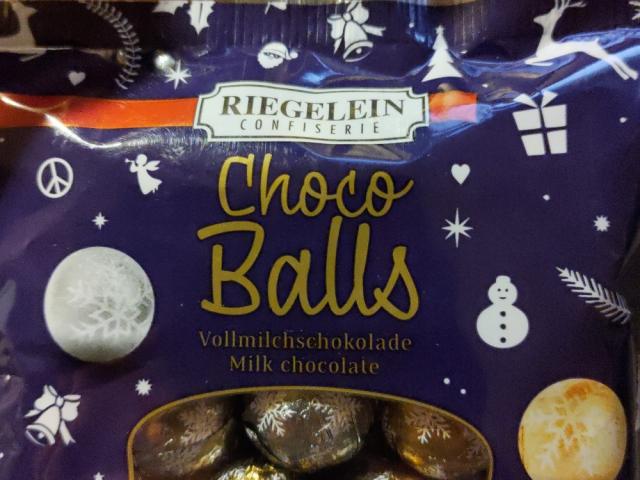 RIEGELEIN
CONFISERIE
Choco
Balls
Vollmilchschokolade
Milk chocolate